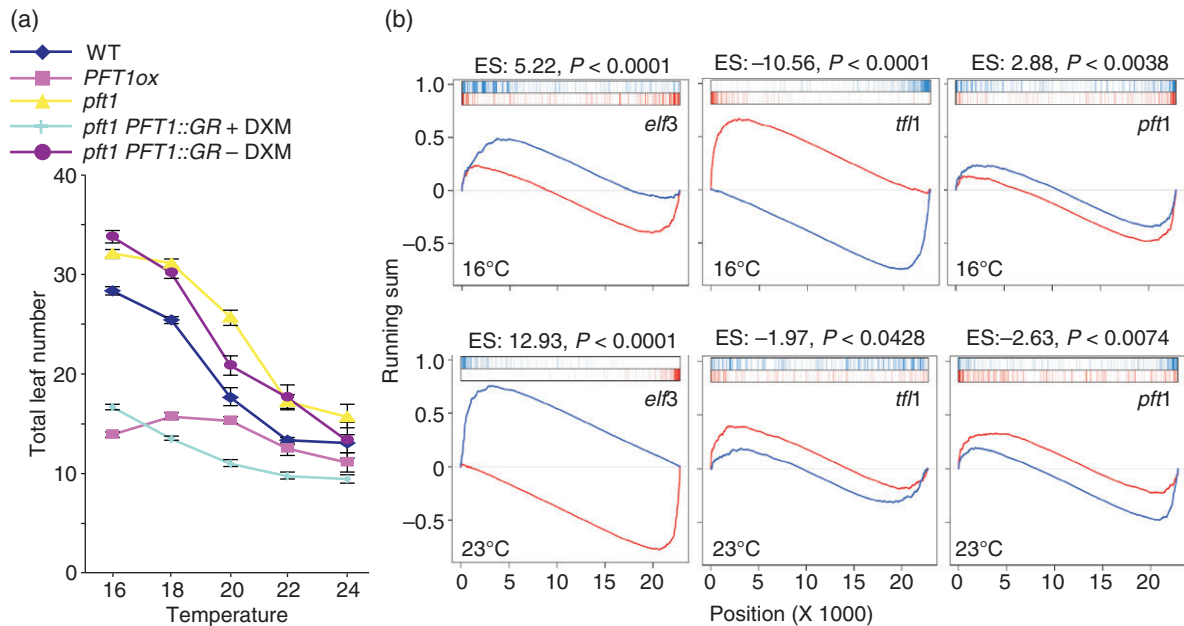 (a)
WT
PFT1ox
pft1
pft1 PFT1::GR + DXM
pft1 PFT1::GR – DXM
40
30
20
10
0
Total leaf number
16 18 20 22 24
Temperature
(b)
ES: 5.22, P < 0.0001
ES: –10.56, P < 0.0001
ES: 2.88, P < 0.0038
1.0
0.5
0
–0.5
elf3
tfl1
pft1
16°C
16°C
16°C
Running sum
ES: 12.93, P < 0.0001
ES: –1.97, P < 0.0428
ES:–2.63, P < 0.0074
1.0
0.5
0
–0.5
elf3
tfl1
pft1
23°C
23°C
23°C
0 5 10 20
0 5 10 20
0 5 10 20
Position (X 1000)